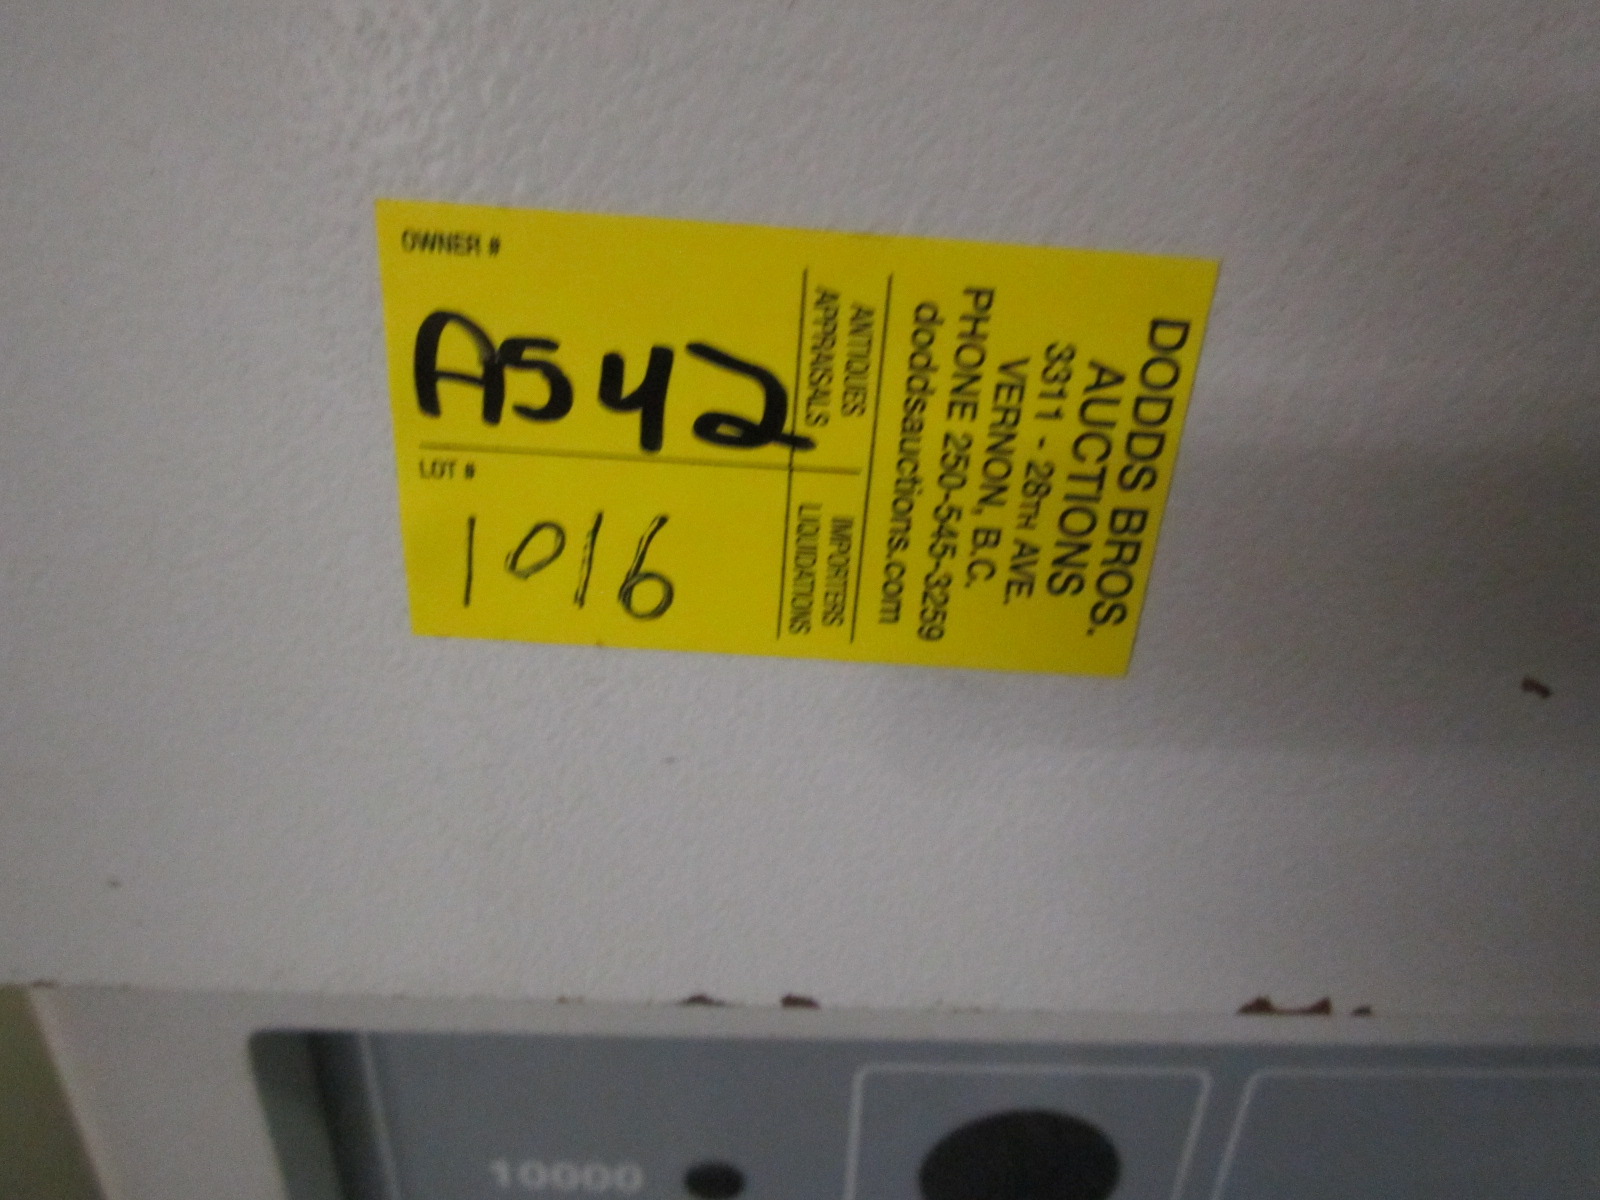 DODDS BROS.
AUCTIONS
3311 - 28TH AVE.
VERNON, B.C.
PHONE 250-545-3259
doddsauctions.com
ANTIQUES IMPORTERS
APPRAISALS LIQUIDATIONS
OWNER #
AS42
LOT #
1016
10000